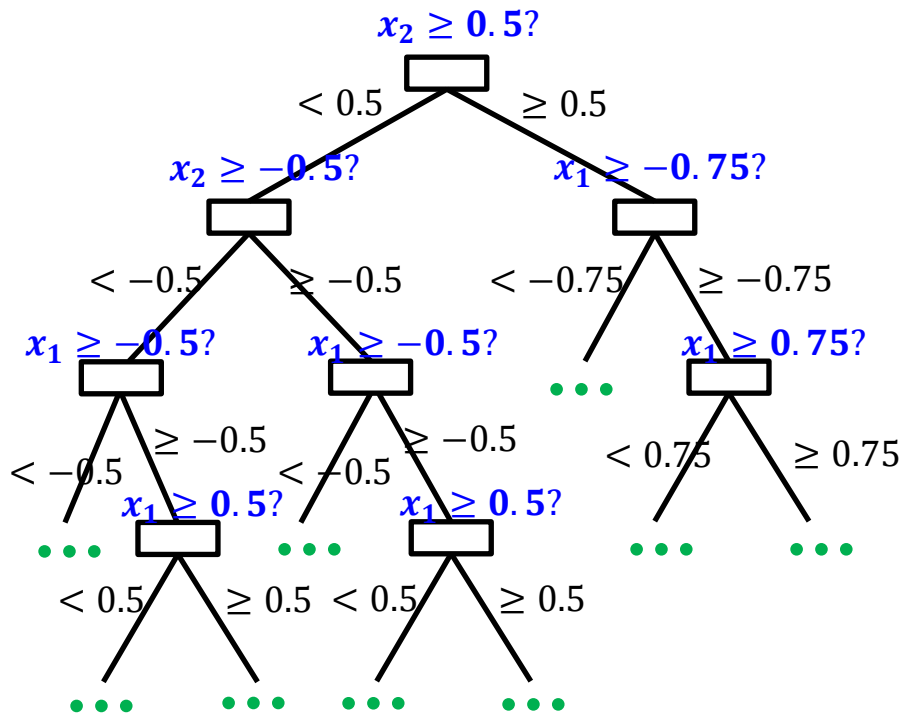 x₂ ≥ 0.5?
< 0.5 ≥ 0.5
x₂ ≥ −0.5? x₁ ≥ −0.75?
< −0.5 ≥ −0.5 < −0.75 ≥ −0.75
x₁ ≥ −0.5? x₁ ≥ −0.5? x₁ ≥ 0.75?
< −0.5 ≥ −0.5 < −0.5 ≥ −0.5 < 0.75 ≥ 0.75
x₁ ≥ 0.5? x₁ ≥ 0.5?
< 0.5 ≥ 0.5 < 0.5 ≥ 0.5